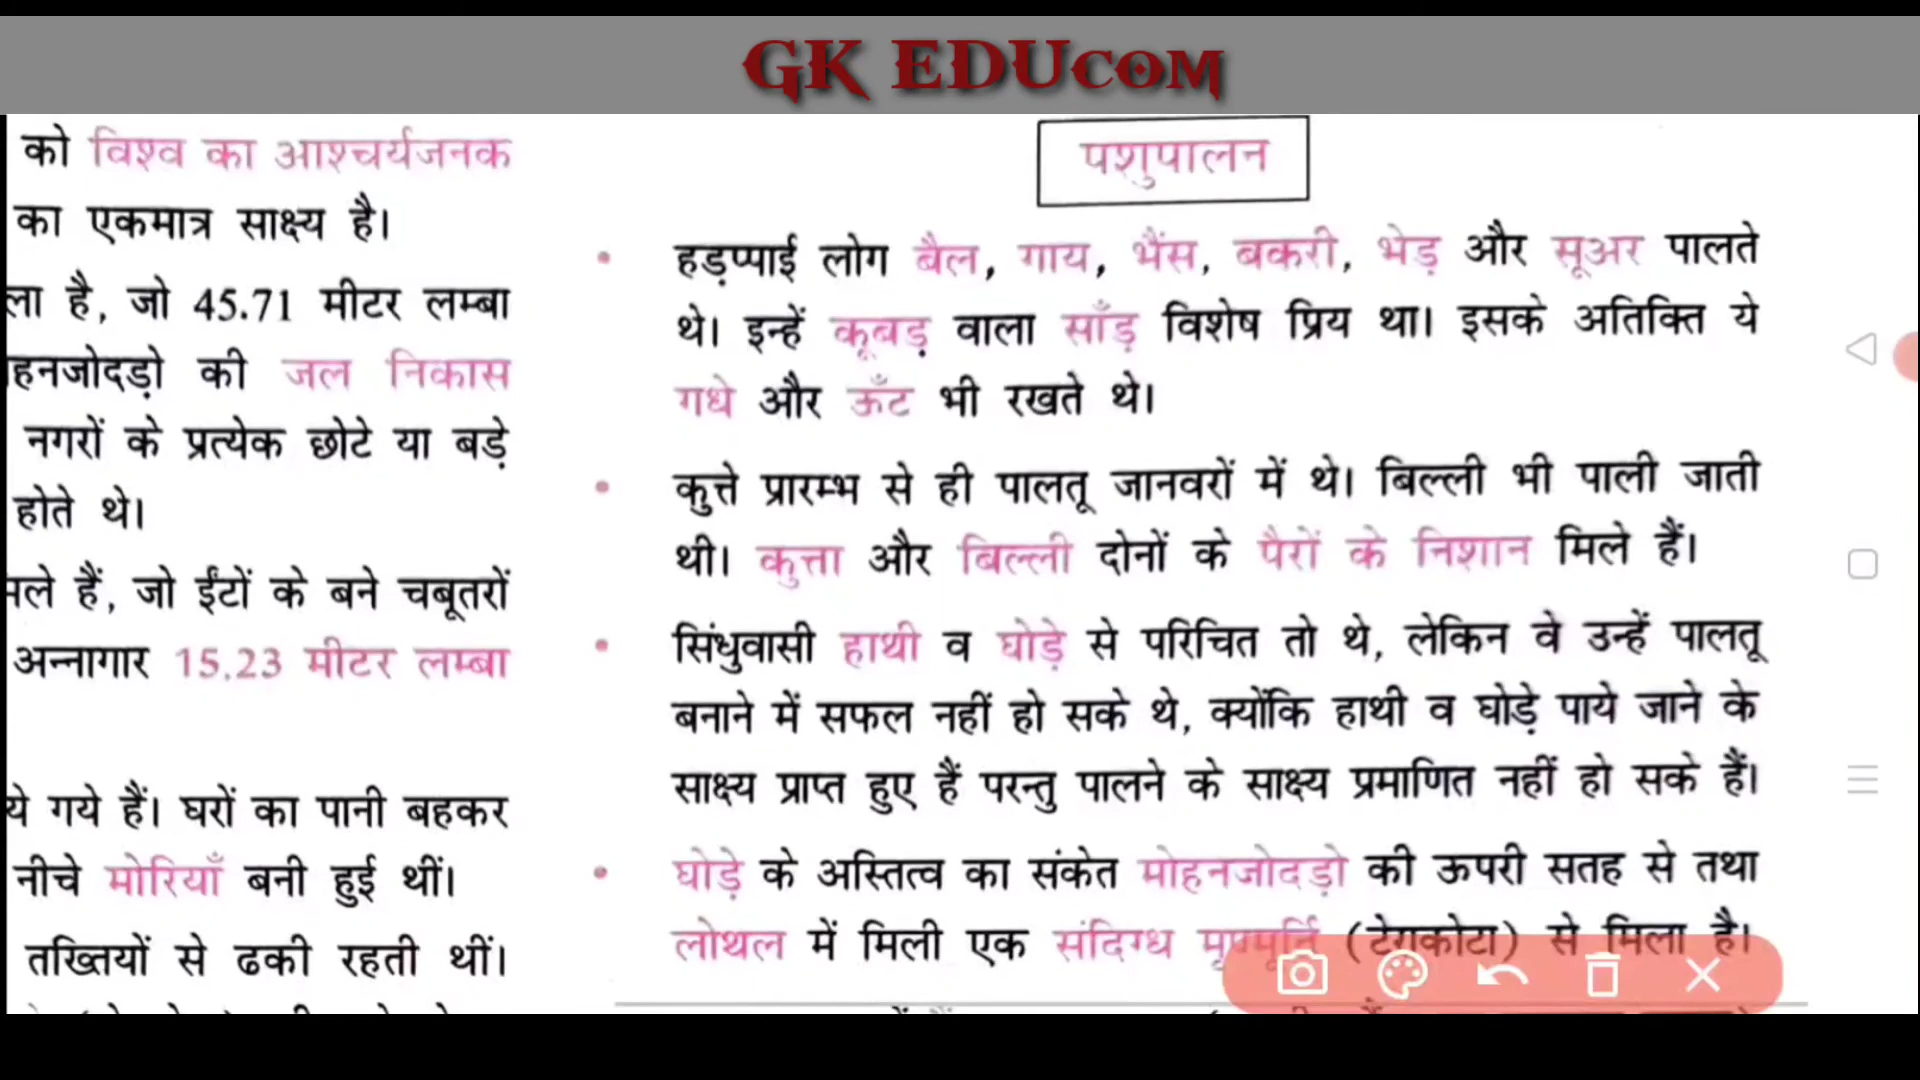 GK EDUCOM
को विश्व का आश्चर्यजनक
का एकमात्र साक्ष्य है।
ला है, जो 45.71 मीटर लम्बा
हनजोदड़ो की जल निकास
नगरों के प्रत्येक छोटे या बड़े
होते थे।
मले हैं, जो ईंटों के बने चबूतरों
अन्नागार 15.23 मीटर लम्बा
ये गये हैं। घरों का पानी बहकर
नीचे मोरियाँ बनी हुई थीं।
तख्तियों से ढकी रहती थीं।
पशुपालन
• हड़प्पाई लोग बैल, गाय, भैंस, बकरी, भेड़ और सूअर पालते
थे। इन्हें कूबड़ वाला साँड़ विशेष प्रिय था। इसके अतिक्ति ये
गधे और ऊँट भी रखते थे।
• कुत्ते प्रारम्भ से ही पालतू जानवरों में थे। बिल्ली भी पाली जाती
थी। कुत्ता और बिल्ली दोनों के पैरों के निशान मिले हैं।
• सिंधुवासी हाथी व घोड़े से परिचित तो थे, लेकिन वे उन्हें पालतू
बनाने में सफल नहीं हो सके थे, क्योंकि हाथी व घोड़े पाये जाने के
साक्ष्य प्राप्त हुए हैं परन्तु पालने के साक्ष्य प्रमाणित नहीं हो सके हैं।
• घोड़े के अस्तित्व का संकेत मोहनजोदड़ो की ऊपरी सतह से तथा
लोथल में मिली एक संदिग्ध मृण्मूर्ति (टेराकोटा) से मिला है।